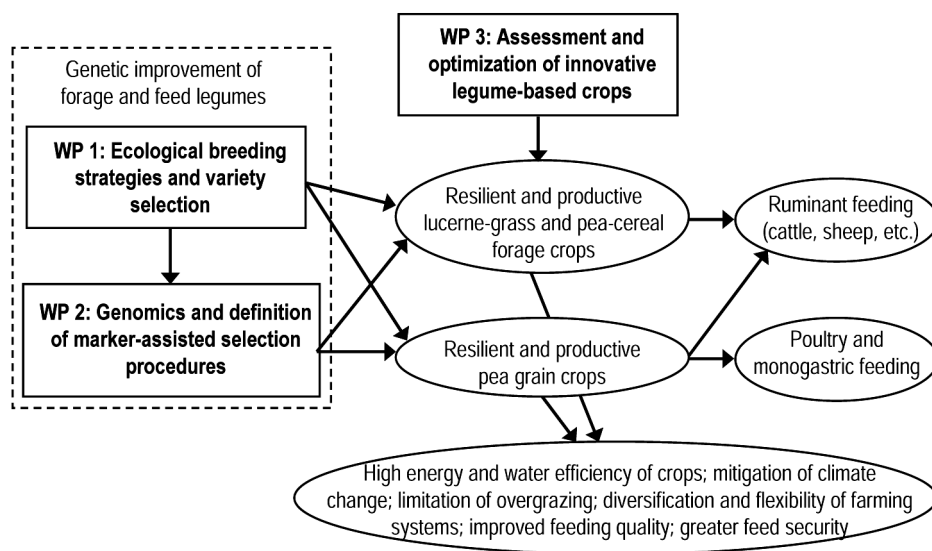 Genetic improvement of
forage and feed legumes
WP 1: Ecological breeding
strategies and variety
selection
WP 2: Genomics and definition
of marker-assisted selection
procedures
WP 3: Assessment and
optimization of innovative
legume-based crops
Resilient and productive
lucerne-grass and pea-cereal
forage crops
Ruminant feeding
(cattle, sheep, etc.)
Resilient and productive
pea grain crops
Poultry and
monogastric feeding
High energy and water efficiency of crops; mitigation of climate
change; limitation of overgrazing; diversification and flexibility of farming
systems; improved feeding quality; greater feed security